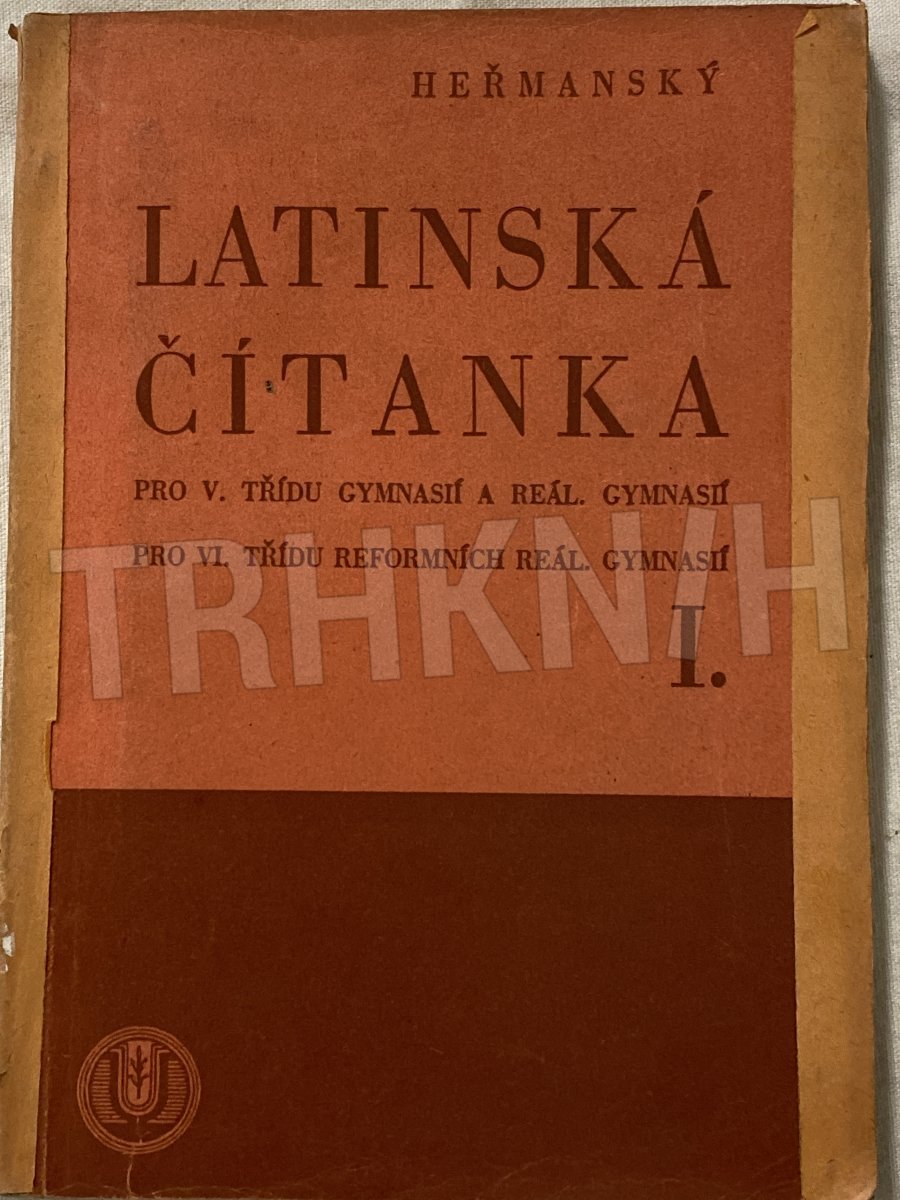 HEŘMANSKÝ
LATINSKÁ
ČÍTANKA
PRO V. TŘÍDU GYMNASIÍ A REÁL. GYMNASIÍ
PRO VI. TŘÍDU REFORMNÍCH REÁL. GYMNASIÍ
TRHKNIH
I.